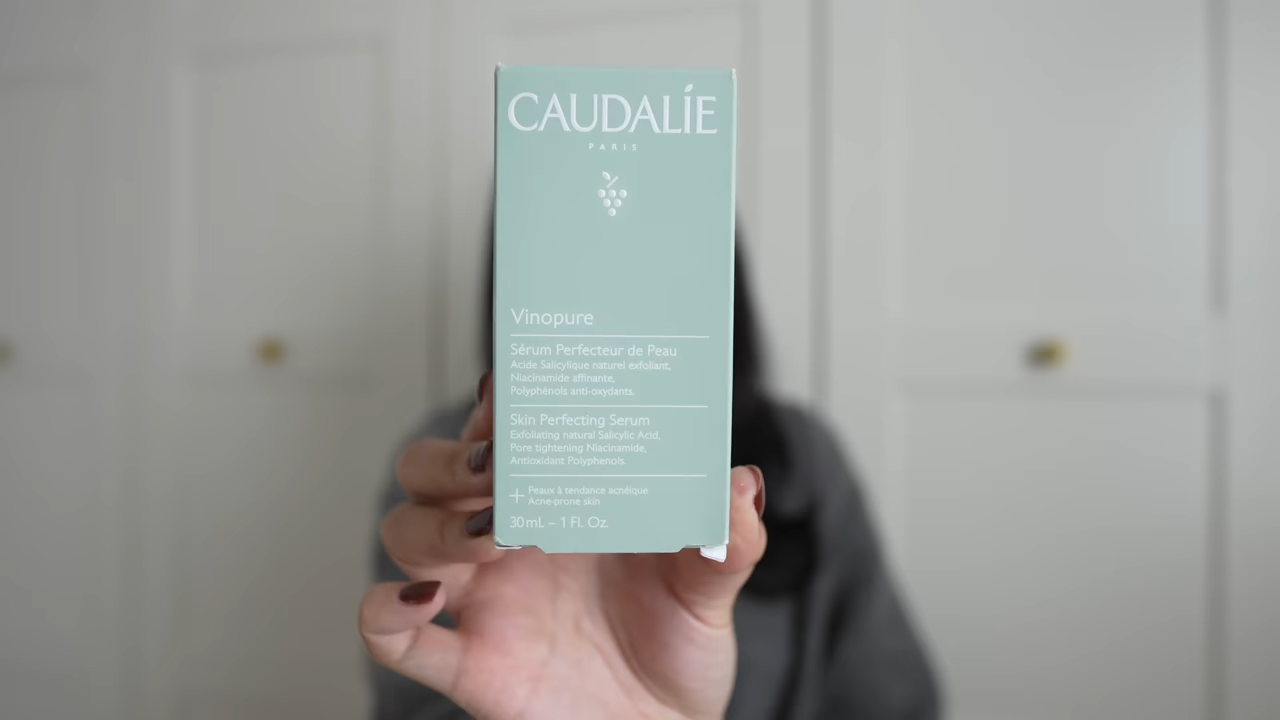 CAUDALÍE
PARIS
Vinopure
Sérum Perfecteur de Peau
Acide Salicylique naturel exfoliant,
Niacinamide affinante,
Polyphénols anti-oxydants.
Skin Perfecting Serum
Exfoliating natural Salicylic Acid,
Pore tightening Niacinamide,
Antioxidant Polyphenols.
+ Peaux à tendance acnéique
Acne-prone skin
30mL – 1 Fl. Oz.